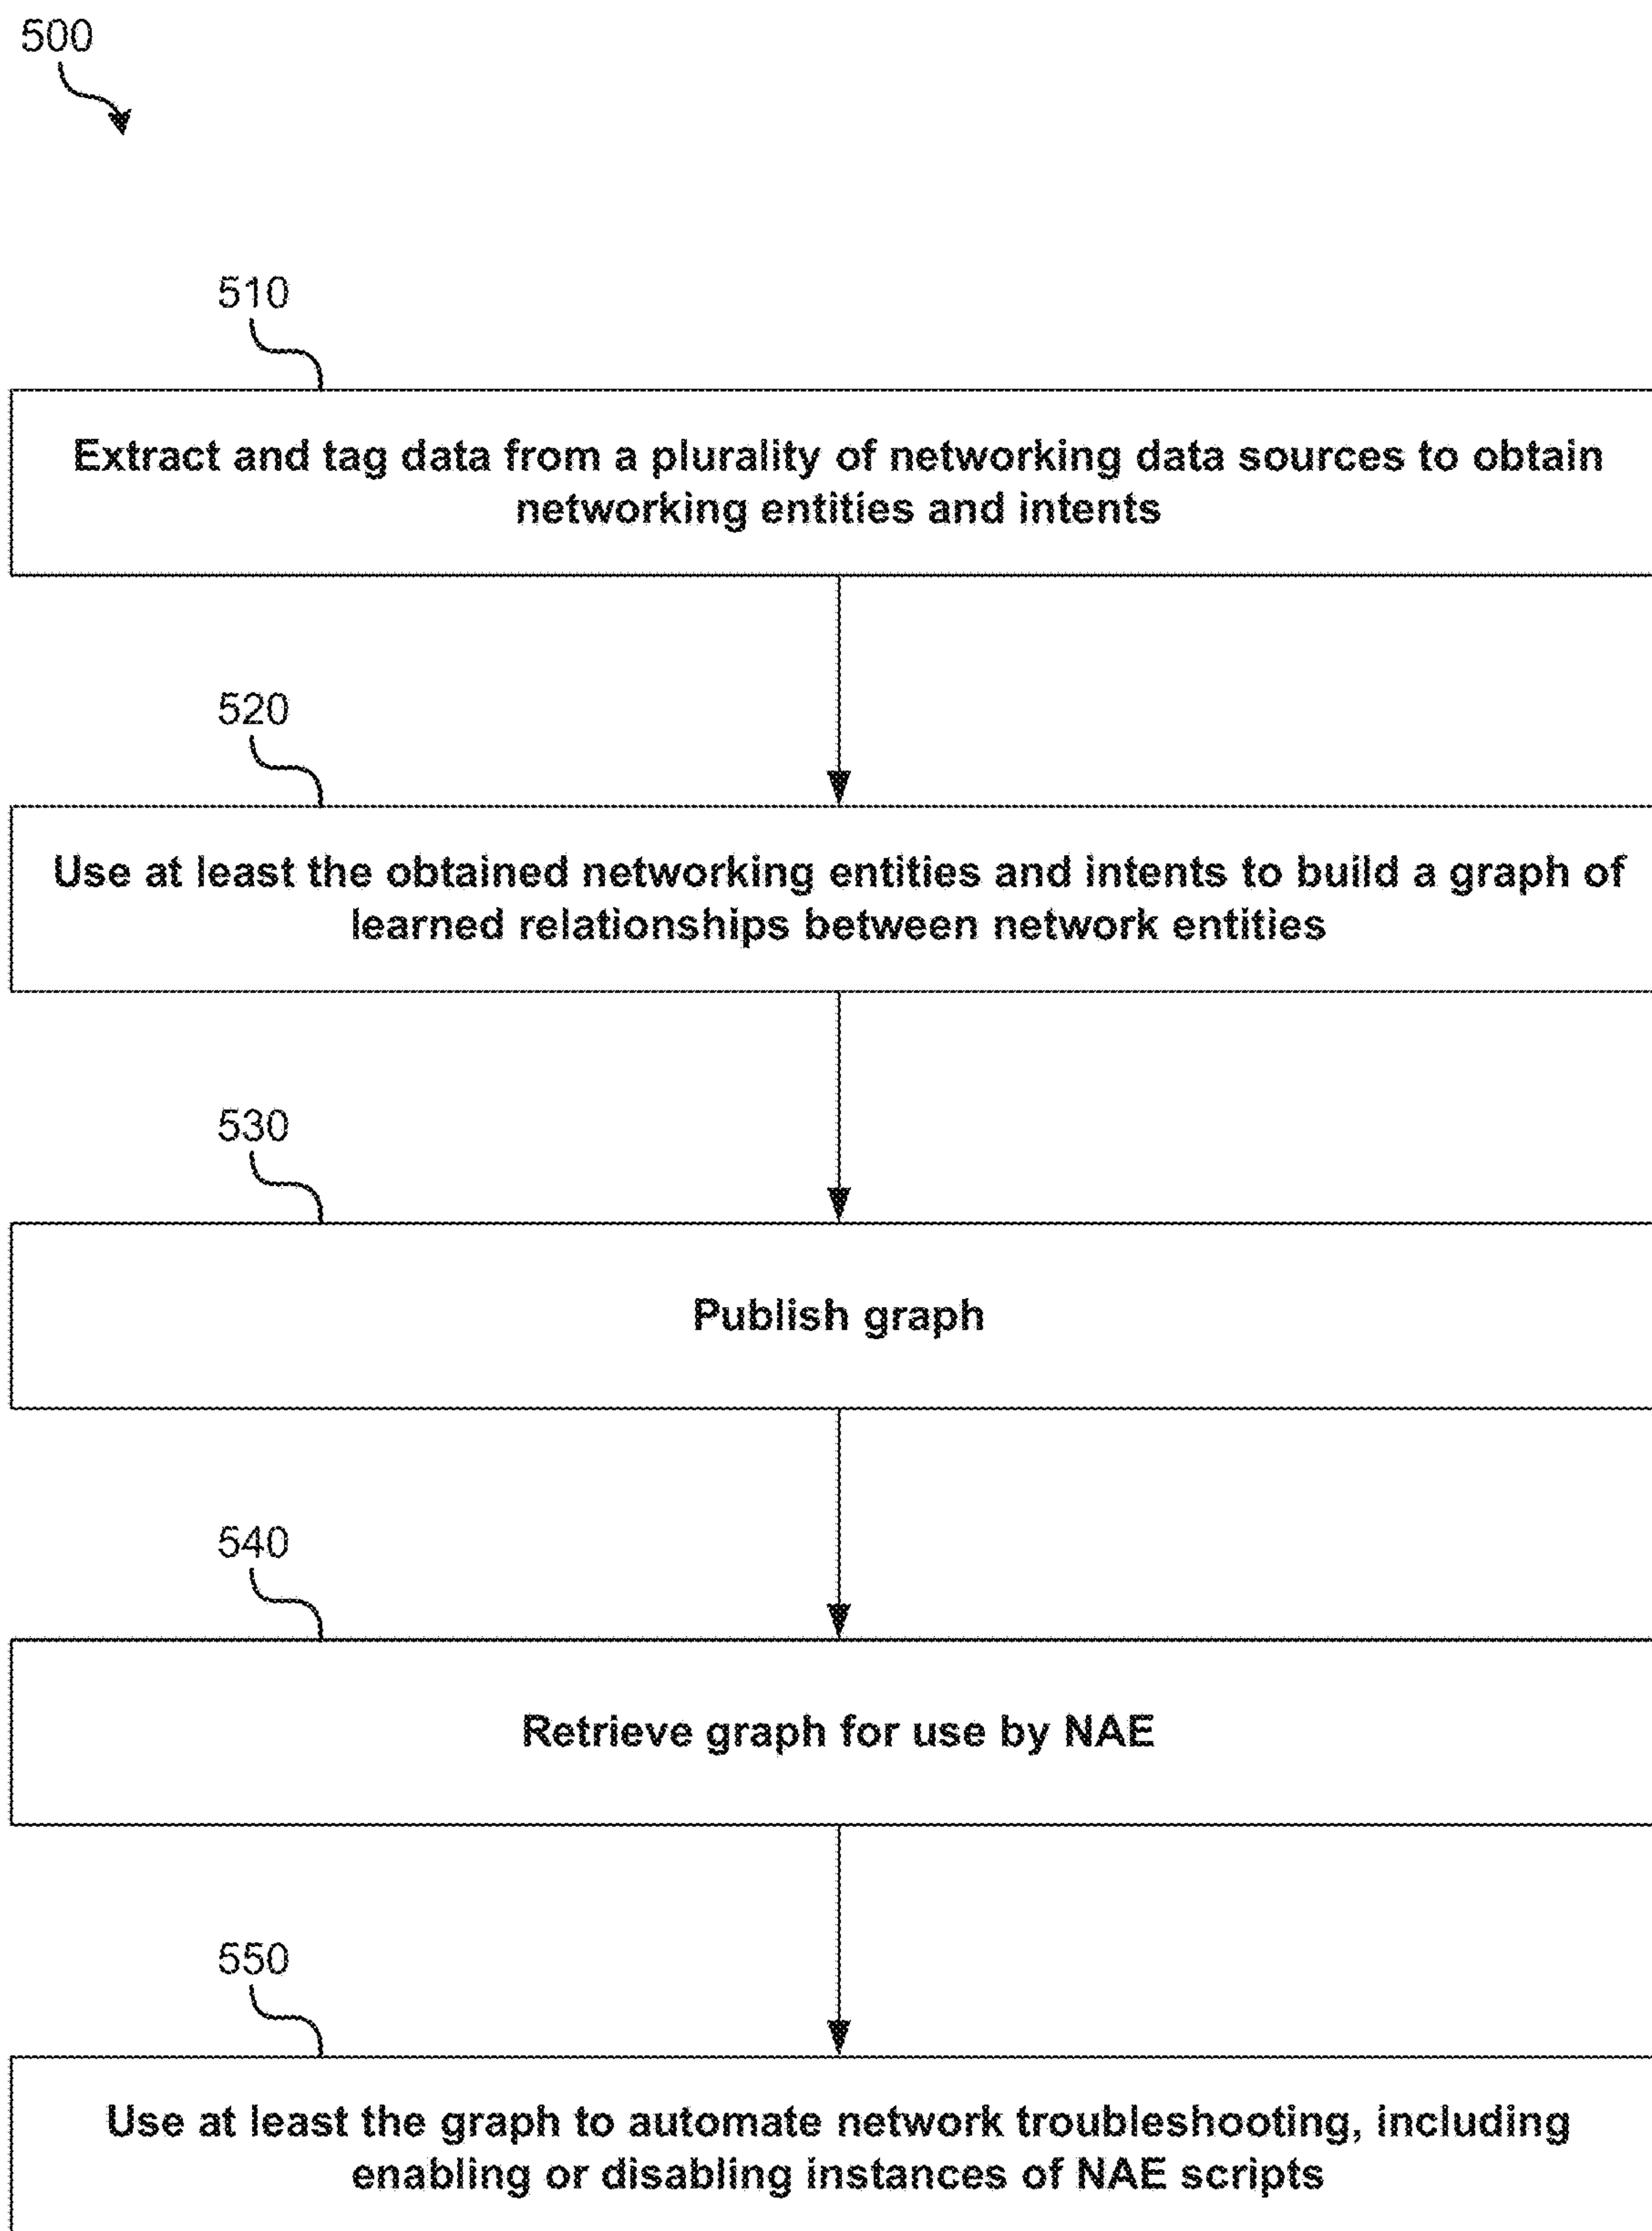 500
510
Extract and tag data from a plurality of networking data sources to obtain
networking entities and intents
520
Use at least the obtained networking entities and intents to build a graph of
learned relationships between network entities
530
Publish graph
540
Retrieve graph for use by NAE
550
Use at least the graph to automate network troubleshooting, including
enabling or disabling instances of NAE scripts